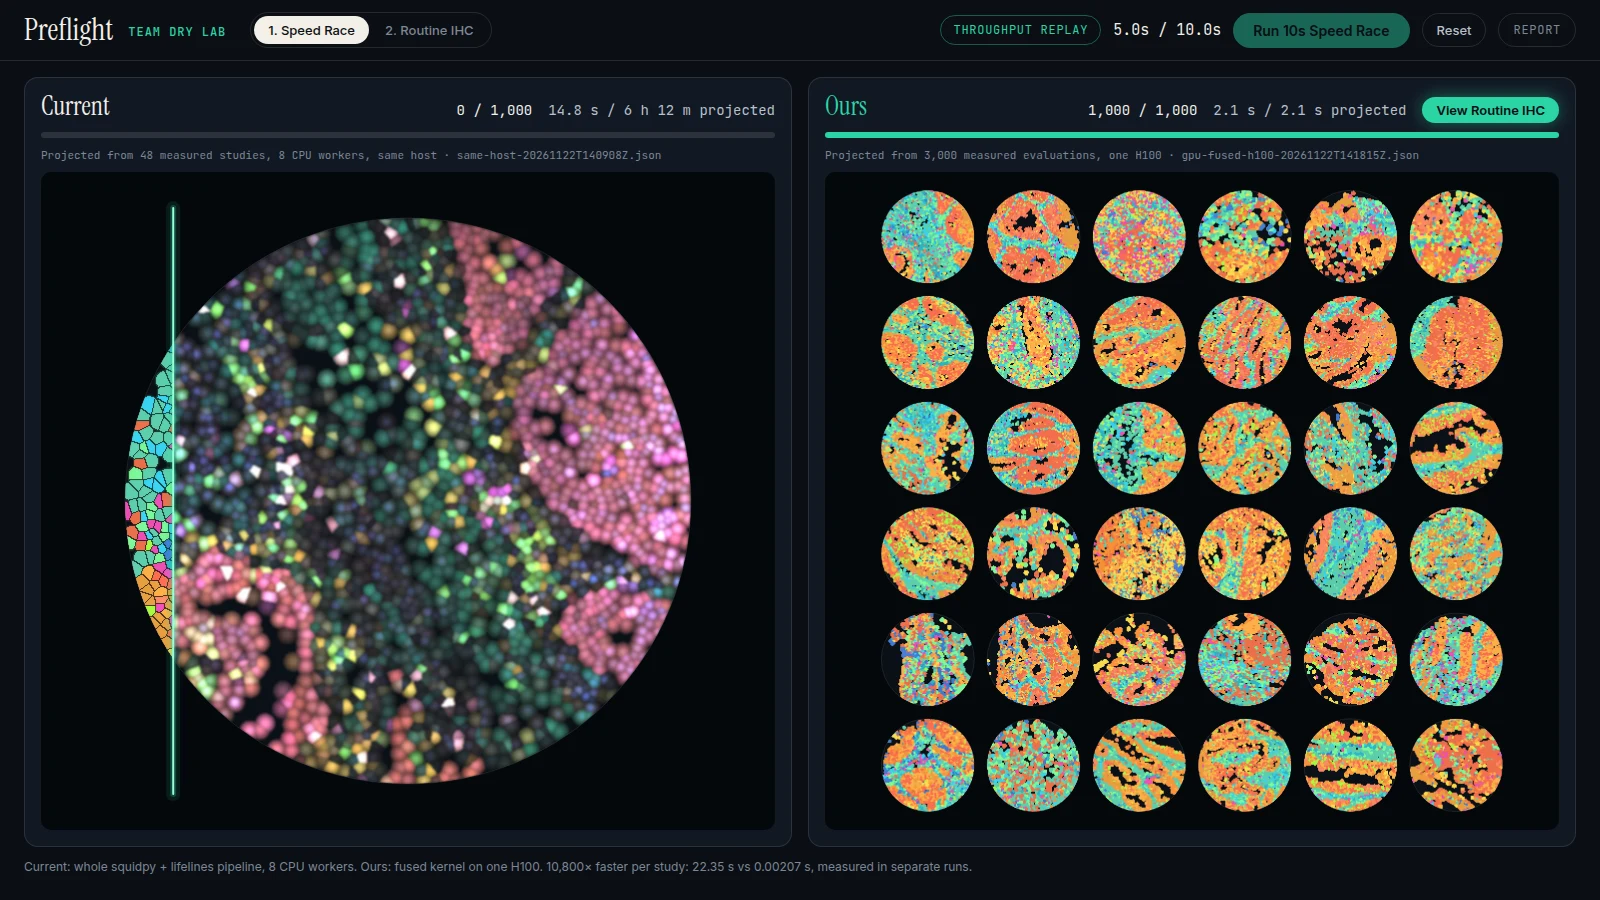 Preflight TEAM DRY LAB 1. Speed Race 2. Routine IHC THROUGHPUT REPLAY 5.0s / 10.0s Run 10s Speed Race Reset REPORT
Current 0 / 1,000 14.8 s / 6 h 12 m projected
Projected from 48 measured studies, 8 CPU workers, same host · same-host-20261122T140908Z.json
Ours 1,000 / 1,000 2.1 s / 2.1 s projected View Routine IHC
Projected from 3,000 measured evaluations, one H100 · gpu-fused-h100-20261122T141815Z.json
Current: whole squidpy + lifelines pipeline, 8 CPU workers. Ours: fused kernel on one H100. 10,800× faster per study: 22.35 s vs 0.00207 s, measured in separate runs.